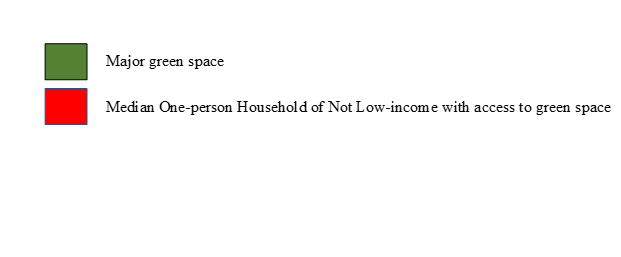 Major green space
Median One-person Household of Not Low-income with access to green space